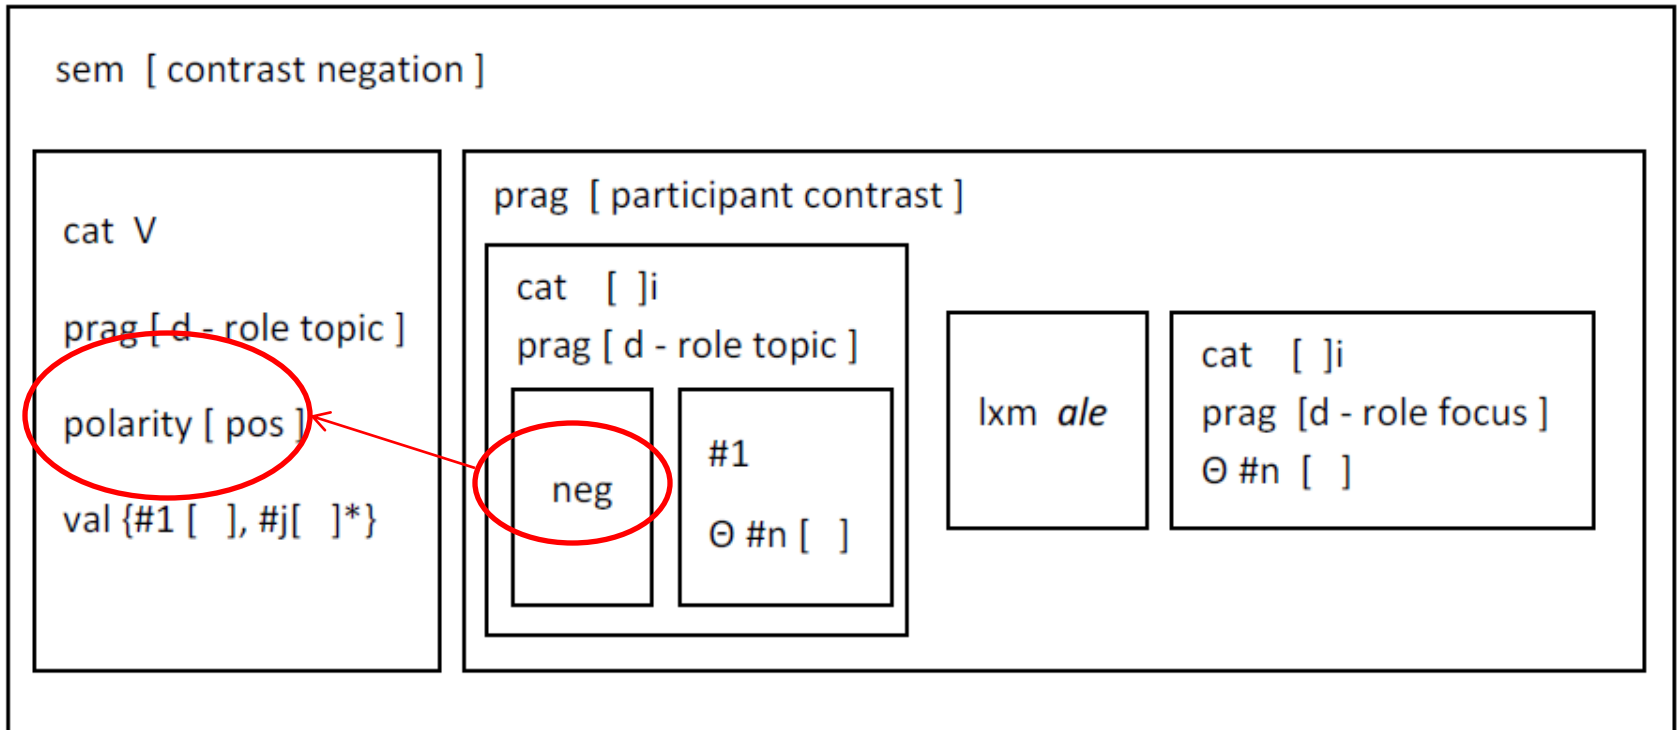 sem [ contrast negation ]
cat V
prag [ d - role topic ]
polarity [ pos ]
val {#1 [ ], #j[ ]*}
prag [ participant contrast ]
cat [ ]i
prag [ d - role topic ]
neg
#1
Θ #n [ ]
lxm ale
cat [ ]i
prag [d - role focus ]
Θ #n [ ]